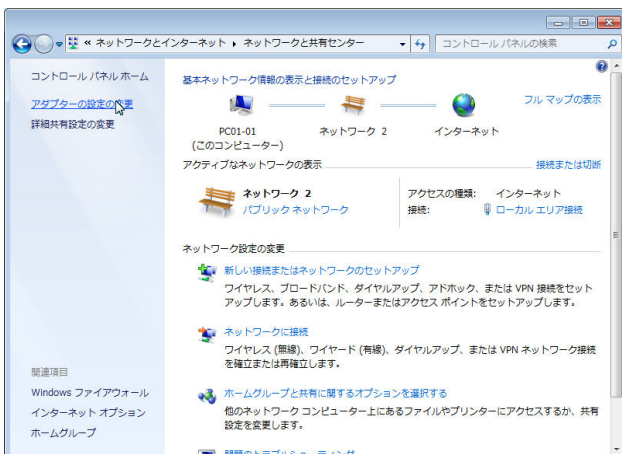 « ネットワークとインターネット ▸ ネットワークと共有センター
コントロール パネルの検索
コントロール パネル ホーム
アダプターの設定の変更
詳細共有設定の変更
基本ネットワーク情報の表示と接続のセットアップ
フル マップの表示
PC01-01
(このコンピューター)
ネットワーク 2
インターネット
アクティブなネットワークの表示
接続または切断
ネットワーク 2
パブリック ネットワーク
アクセスの種類: インターネット
接続: ローカル エリア接続
ネットワーク設定の変更
新しい接続またはネットワークのセットアップ
ワイヤレス、ブロードバンド、ダイヤルアップ、アドホック、または VPN 接続をセット
アップします。あるいは、ルーターまたはアクセス ポイントをセットアップします。
ネットワークに接続
ワイヤレス (無線)、ワイヤード (有線)、ダイヤルアップ、または VPN ネットワーク接続
を確立または再確立します。
ホームグループと共有に関するオプションを選択する
他のネットワーク コンピューター上にあるファイルやプリンターにアクセスするか、共有
設定を変更します。
問題のトラブルシューティング
関連項目
Windows ファイアウォール
インターネット オプション
ホームグループ